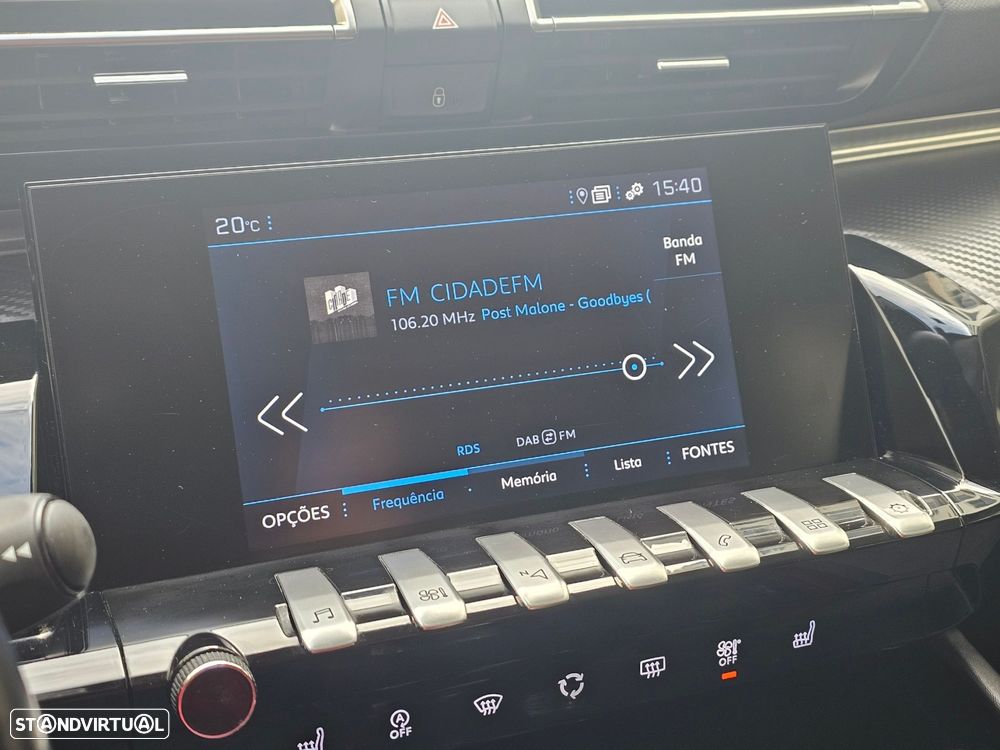 20°C
15:40
Banda
FM
CIDADE
FM CIDADEFM
106.20 MHz Post Malone - Goodbyes (
RDS
DAB FM
OPÇÕES
Frequência
Memória
Lista
FONTES
N
A
OFF
OFF
STANDVIRTUAL